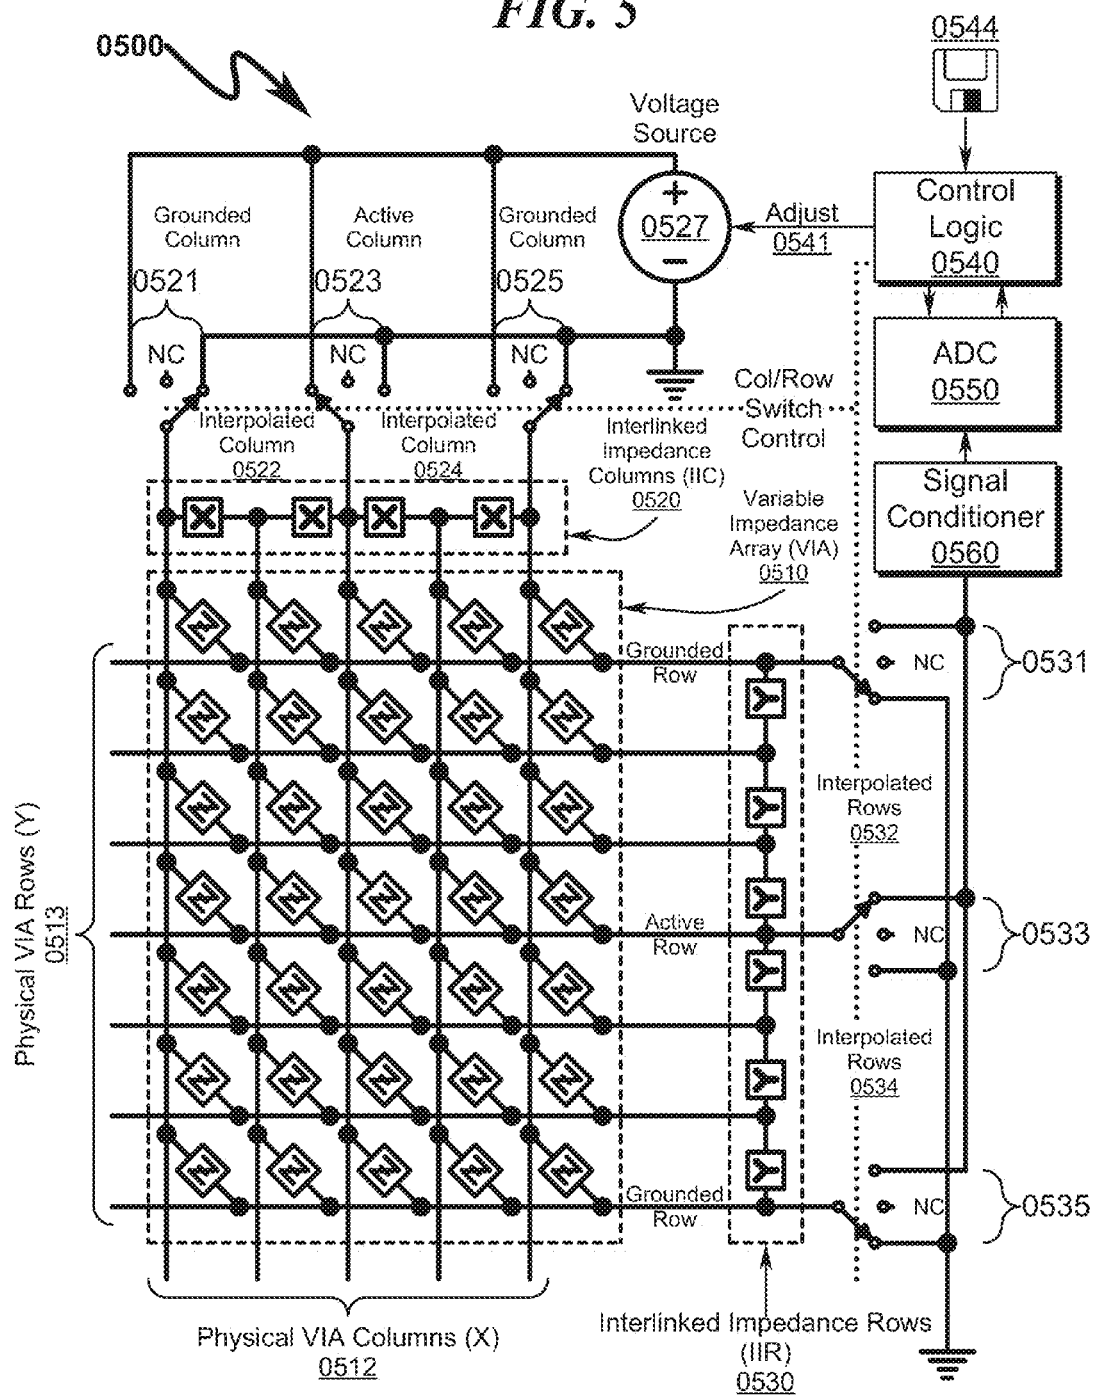 FIG. 5
0500
0544
Voltage
Source
Control
Logic
0540
Grounded
Column
Active
Column
Grounded
Column
+
0527
−
Adjust
0541
0521
0523
0525
NC
NC
NC
ADC
0550
Col/Row
Switch
Control
Interpolated
Column
0522
Interpolated
Column
0524
Interlinked
Impedance
Columns (IIC)
0520
Signal
Conditioner
0560
X
X
X
X
Variable
Impedance
Array (VIA)
0510
Z Z Z Z Z
Grounded
Row
NC
0531
Y
Z Z Z Z Z
Interpolated
Rows
0532
Z Z Z Z Z
Y
Physical VIA Rows (Y)
0513
Z Z Z Z Z
Y
Active
Row
NC
0533
Z Z Z Z Z
Y
Interpolated
Rows
0534
Z Z Z Z Z
Y
Z Z Z Z Z
Y
Grounded
Row
NC
0535
Physical VIA Columns (X)
0512
Interlinked Impedance Rows
(IIR)
0530